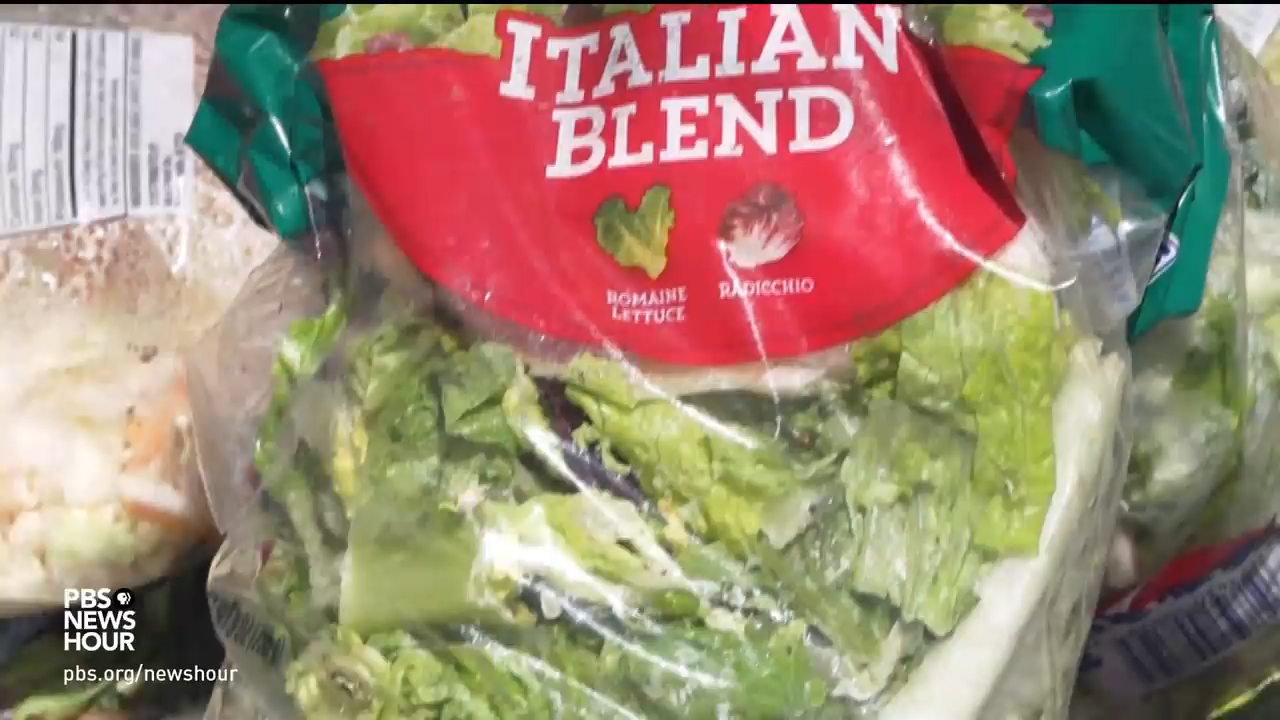 ITALIAN
BLEND
ROMAINE
LETTUCE
RADICCHIO
PBS
NEWS
HOUR
pbs.org/newshour